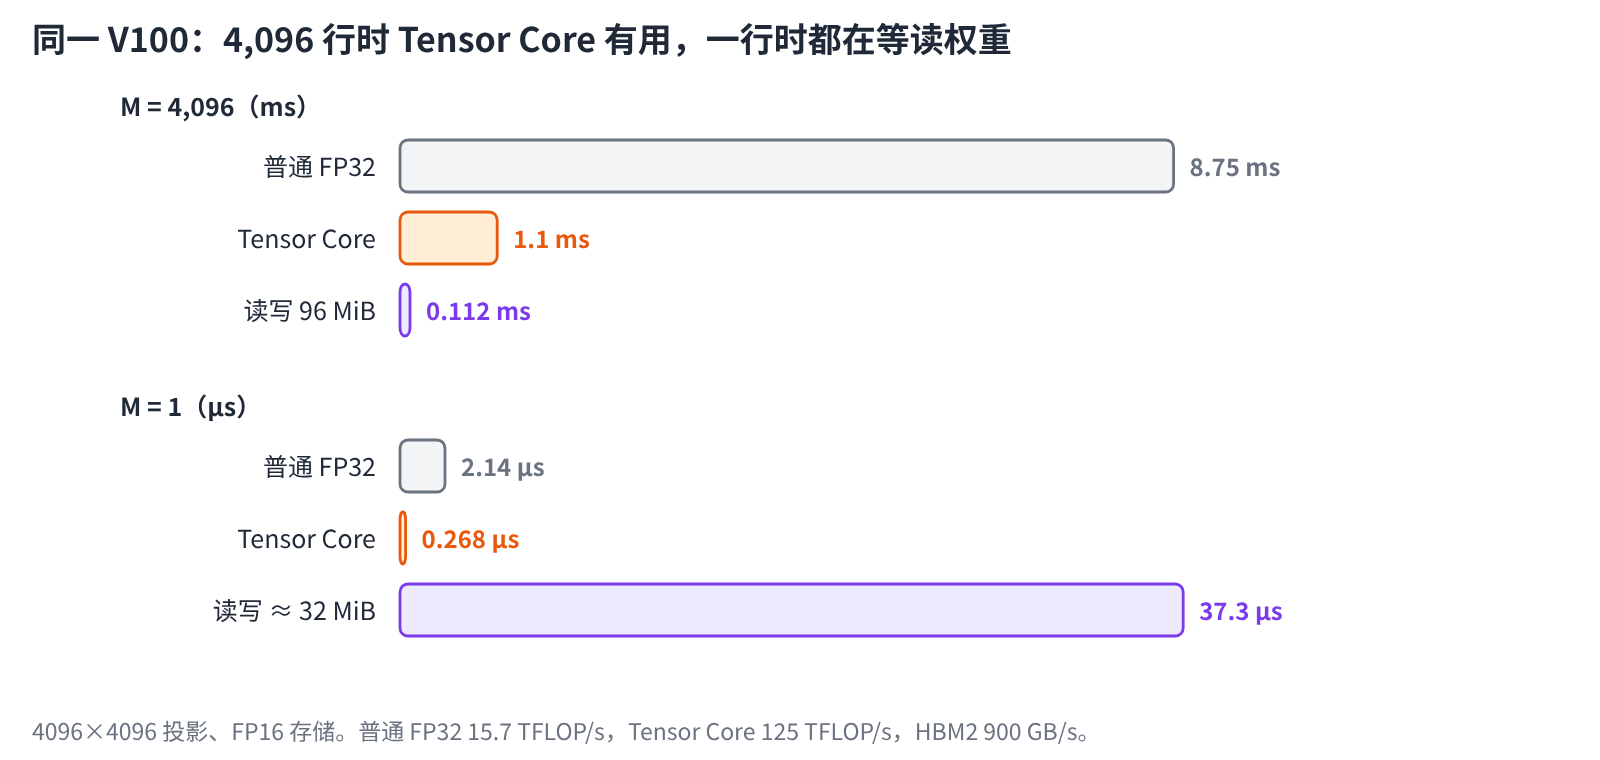 同一 V100：4,096 行时 Tensor Core 有用，一行时都在等读权重
M = 4,096（ms）
普通 FP32 8.75 ms
Tensor Core 1.1 ms
读写 96 MiB 0.112 ms
M = 1（µs）
普通 FP32 2.14 µs
Tensor Core 0.268 µs
读写 ≈ 32 MiB 37.3 µs
4096×4096 投影、FP16 存储。普通 FP32 15.7 TFLOP/s，Tensor Core 125 TFLOP/s，HBM2 900 GB/s。